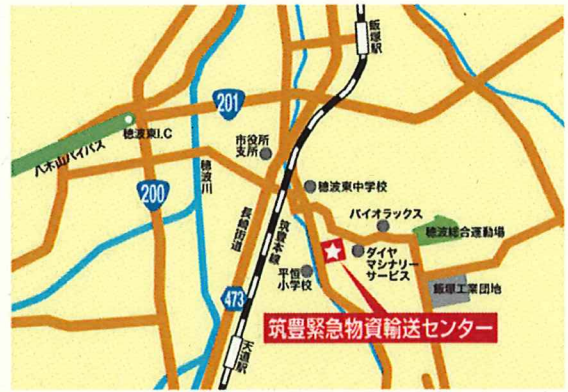 飯塚駅
201
穂波東I.C
八木山バイパス
市役所
支所
穂波川
200
穂波東中学校
長崎街道
筑豊本線
パイオラックス
穂波総合運動場
ダイヤ
マシナリー
サービス
平恒
小学校
飯塚工業団地
473
筑豊緊急物資輸送センター
天道駅